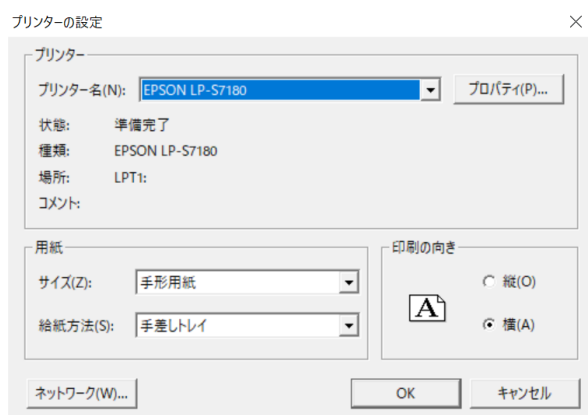 プリンターの設定
プリンター
プリンター名(N): EPSON LP-S7180 プロパティ(P)...
状態: 準備完了
種類: EPSON LP-S7180
場所: LPT1:
コメント:
用紙
サイズ(Z): 手形用紙
給紙方法(S): 手差しトレイ
印刷の向き
A
縦(O)
横(A)
ネットワーク(W)... OK キャンセル